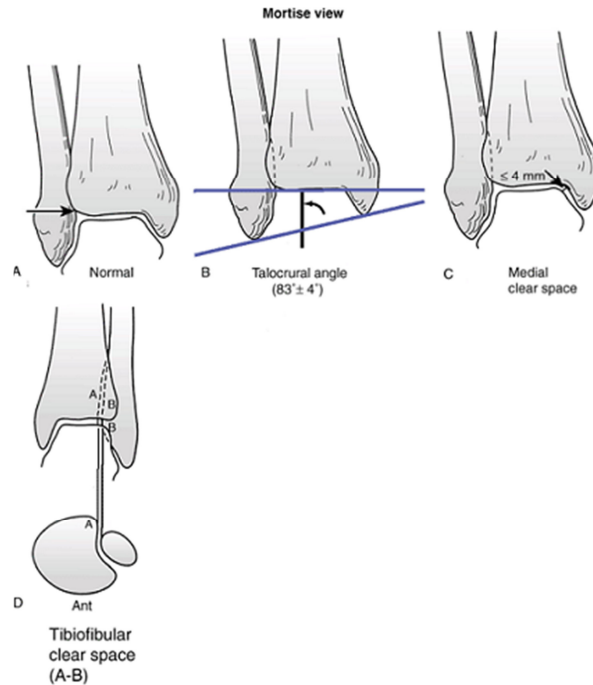 Mortise view
≤ 4 mm
A
Normal
B
Talocrural angle
(83°± 4°)
C
Medial
clear space
A
B
B
A
D
Ant
Tibiofibular
clear space
(A-B)